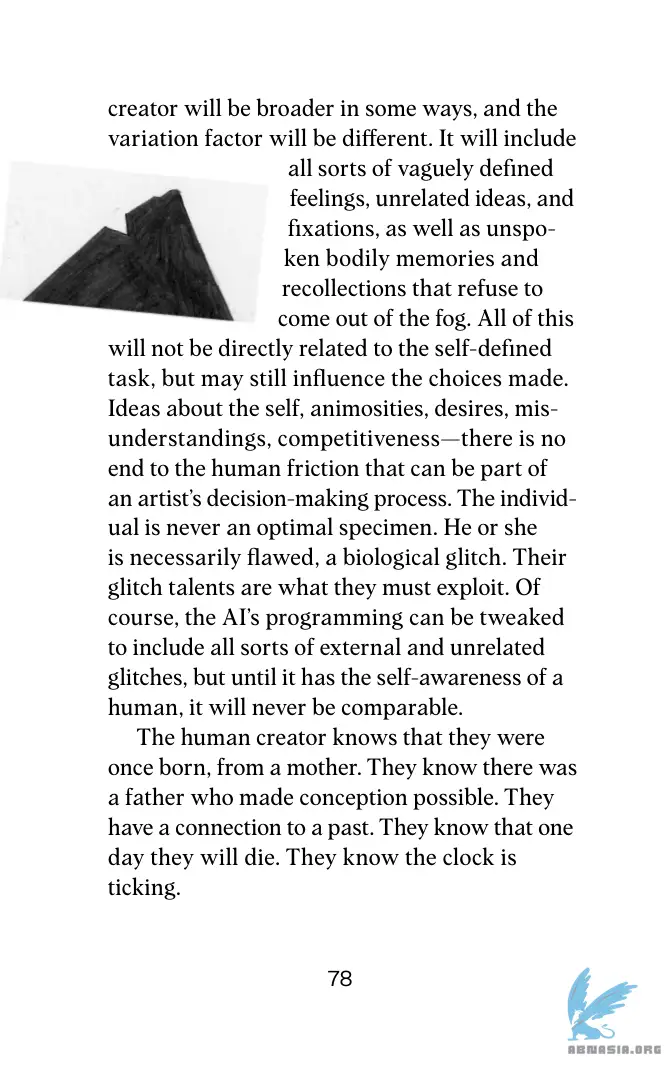 creator will be broader in some ways, and the
variation factor will be different. It will include
all sorts of vaguely defined
feelings, unrelated ideas, and
fixations, as well as unspo-
ken bodily memories and
recollections that refuse to
come out of the fog. All of this
will not be directly related to the self-defined
task, but may still influence the choices made.
Ideas about the self, animosities, desires, mis-
understandings, competitiveness—there is no
end to the human friction that can be part of
an artist’s decision-making process. The individ-
ual is never an optimal specimen. He or she
is necessarily flawed, a biological glitch. Their
glitch talents are what they must exploit. Of
course, the AI’s programming can be tweaked
to include all sorts of external and unrelated
glitches, but until it has the self-awareness of a
human, it will never be comparable.
The human creator knows that they were
once born, from a mother. They know there was
a father who made conception possible. They
have a connection to a past. They know that one
day they will die. They know the clock is
ticking.
78
ABNASIA.ORG